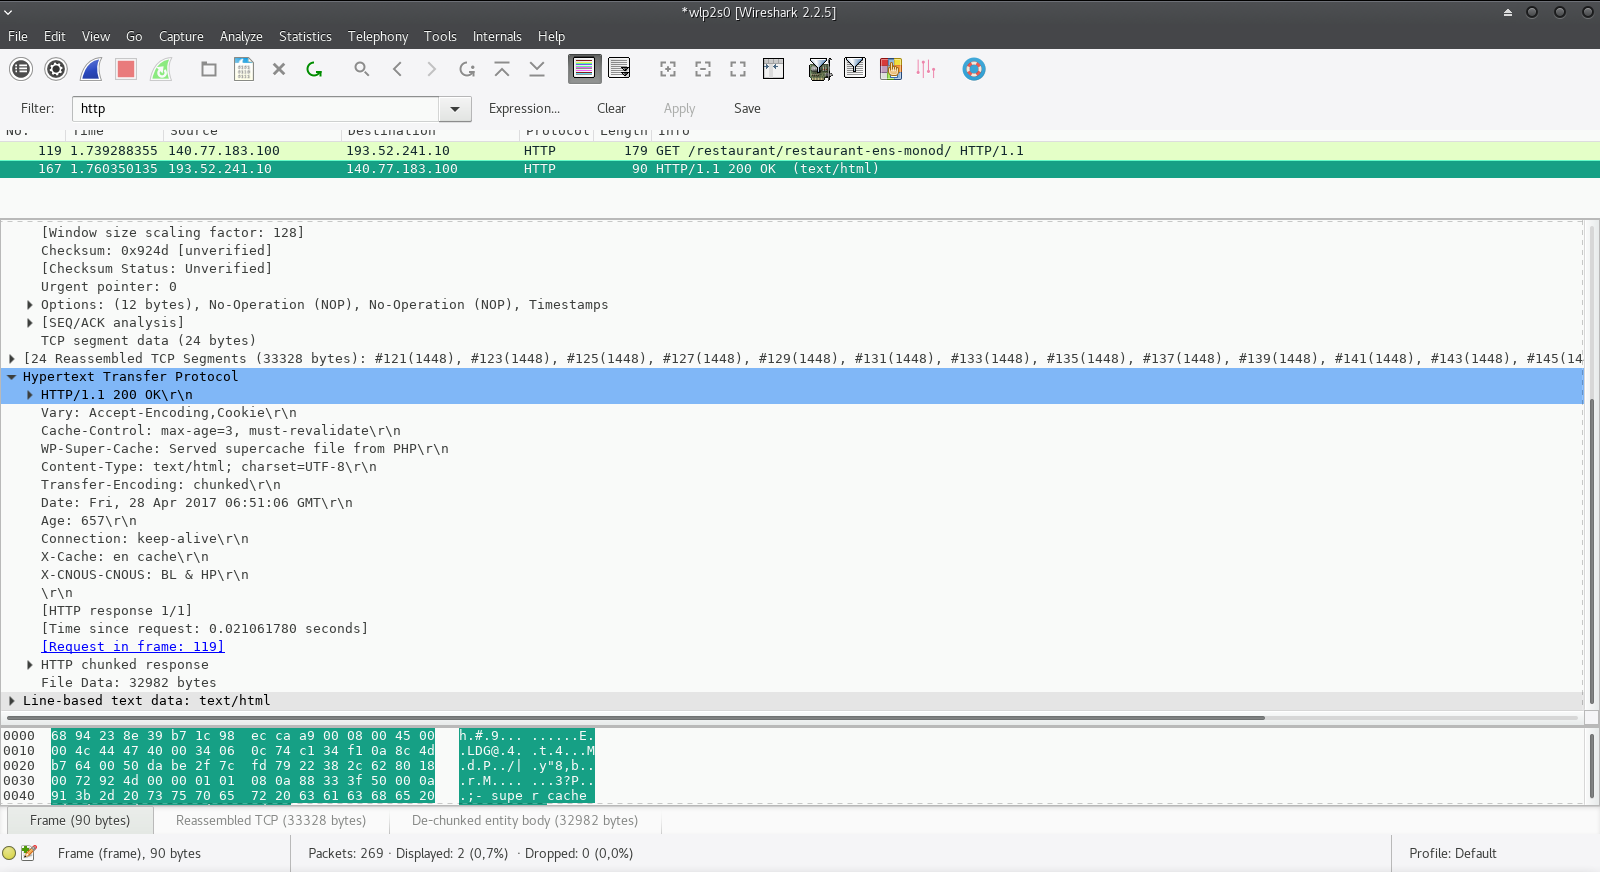 *wlp2s0 [Wireshark 2.2.5]
File Edit View Go Capture Analyze Statistics Telephony Tools Internals Help
Filter: http Expression... Clear Apply Save
No. Time Source Destination Protocol Length Info
119 1.739288355 140.77.183.100 193.52.241.10 HTTP 179 GET /restaurant/restaurant-ens-monod/ HTTP/1.1
167 1.760350135 193.52.241.10 140.77.183.100 HTTP 90 HTTP/1.1 200 OK (text/html)
[Window size scaling factor: 128]
Checksum: 0x924d [unverified]
[Checksum Status: Unverified]
Urgent pointer: 0
Options: (12 bytes), No-Operation (NOP), No-Operation (NOP), Timestamps
[SEQ/ACK analysis]
TCP segment data (24 bytes)
[24 Reassembled TCP Segments (33328 bytes): #121(1448), #123(1448), #125(1448), #127(1448), #129(1448), #131(1448), #133(1448), #135(1448), #137(1448), #139(1448), #141(1448), #143(1448), #145(14
Hypertext Transfer Protocol
HTTP/1.1 200 OK\r\n
Vary: Accept-Encoding,Cookie\r\n
Cache-Control: max-age=3, must-revalidate\r\n
WP-Super-Cache: Served supercache file from PHP\r\n
Content-Type: text/html; charset=UTF-8\r\n
Transfer-Encoding: chunked\r\n
Date: Fri, 28 Apr 2017 06:51:06 GMT\r\n
Age: 657\r\n
Connection: keep-alive\r\n
X-Cache: en cache\r\n
X-CNOUS-CNOUS: BL & HP\r\n
\r\n
[HTTP response 1/1]
[Time since request: 0.021061780 seconds]
[Request in frame: 119]
HTTP chunked response
File Data: 32982 bytes
Line-based text data: text/html
0000 68 94 23 8e 39 b7 1c 98 ec ca a9 00 08 00 45 00 h.#.9... ......E.
0010 00 4c 44 47 40 00 34 06 0c 74 c1 34 f1 0a 8c 4d .LDG@.4. .t.4...M
0020 b7 64 00 50 da be 2f 7c fd 79 22 38 2c 62 80 18 .d.P../| .y"8,b..
0030 00 72 92 4d 00 00 01 01 08 0a 88 33 3f 50 00 0a .r.M.... ...3?P..
0040 91 3b 2d 20 73 75 70 65 72 20 63 61 63 68 65 20 .;- supe r cache
Frame (90 bytes) Reassembled TCP (33328 bytes) De-chunked entity body (32982 bytes)
Frame (frame), 90 bytes Packets: 269 · Displayed: 2 (0,7%) · Dropped: 0 (0,0%) Profile: Default